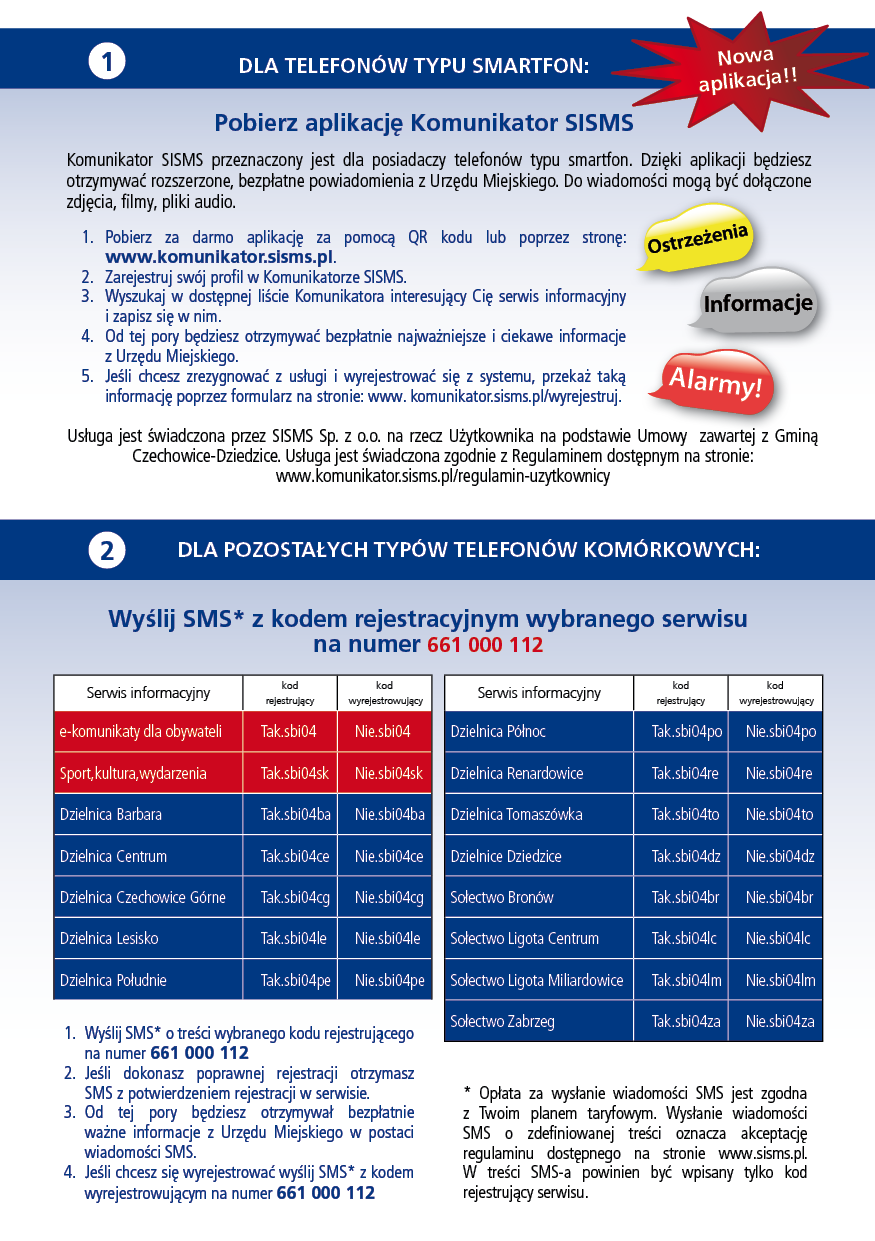 1
DLA TELEFONÓW TYPU SMARTFON:
Nowa
aplikacja!!
Pobierz aplikację Komunikator SISMS
Komunikator SISMS przeznaczony jest dla posiadaczy telefonów typu smartfon. Dzięki aplikacji będziesz
otrzymywać rozszerzone, bezpłatne powiadomienia z Urzędu Miejskiego. Do wiadomości mogą być dołączone
zdjęcia, filmy, pliki audio.
1. Pobierz za darmo aplikację za pomocą QR kodu lub poprzez stronę:
www.komunikator.sisms.pl.
2. Zarejestruj swój profil w Komunikatorze SISMS.
3. Wyszukaj w dostępnej liście Komunikatora interesujący Cię serwis informacyjny
i zapisz się w nim.
4. Od tej pory będziesz otrzymywać bezpłatnie najważniejsze i ciekawe informacje
z Urzędu Miejskiego.
5. Jeśli chcesz zrezygnować z usługi i wyrejestrować się z systemu, przekaż taką
informację poprzez formularz na stronie: www. komunikator.sisms.pl/wyrejestruj.
Ostrzeżenia
Informacje
Alarmy!
Usługa jest świadczona przez SISMS Sp. z o.o. na rzecz Użytkownika na podstawie Umowy zawartej z Gminą
Czechowice-Dziedzice. Usługa jest świadczona zgodnie z Regulaminem dostępnym na stronie:
www.komunikator.sisms.pl/regulamin-uzytkownicy
2
DLA POZOSTAŁYCH TYPÓW TELEFONÓW KOMÓRKOWYCH:
Wyślij SMS* z kodem rejestracyjnym wybranego serwisu
na numer 661 000 112
Serwis informacyjny kod rejestrujący kod wyrejestrowujący
e-komunikaty dla obywateli Tak.sbi04 Nie.sbi04
Sport,kultura,wydarzenia Tak.sbi04sk Nie.sbi04sk
Dzielnica Barbara Tak.sbi04ba Nie.sbi04ba
Dzielnica Centrum Tak.sbi04ce Nie.sbi04ce
Dzielnica Czechowice Górne Tak.sbi04cg Nie.sbi04cg
Dzielnica Lesisko Tak.sbi04le Nie.sbi04le
Dzielnica Południe Tak.sbi04pe Nie.sbi04pe
Serwis informacyjny kod rejestrujący kod wyrejestrowujący
Dzielnica Północ Tak.sbi04po Nie.sbi04po
Dzielnica Renardowice Tak.sbi04re Nie.sbi04re
Dzielnica Tomaszówka Tak.sbi04to Nie.sbi04to
Dzielnice Dziedzice Tak.sbi04dz Nie.sbi04dz
Sołectwo Bronów Tak.sbi04br Nie.sbi04br
Sołectwo Ligota Centrum Tak.sbi04lc Nie.sbi04lc
Sołectwo Ligota Miliardowice Tak.sbi04lm Nie.sbi04lm
Sołectwo Zabrzeg Tak.sbi04za Nie.sbi04za
1. Wyślij SMS* o treści wybranego kodu rejestrującego
na numer 661 000 112
2. Jeśli dokonasz poprawnej rejestracji otrzymasz
SMS z potwierdzeniem rejestracji w serwisie.
3. Od tej pory będziesz otrzymywał bezpłatnie
ważne informacje z Urzędu Miejskiego w postaci
wiadomości SMS.
4. Jeśli chcesz się wyrejestrować wyślij SMS* z kodem
wyrejestrowującym na numer 661 000 112
* Opłata za wysłanie wiadomości SMS jest zgodna
z Twoim planem taryfowym. Wysłanie wiadomości
SMS o zdefiniowanej treści oznacza akceptację
regulaminu dostępnego na stronie www.sisms.pl.
W treści SMS-a powinien być wpisany tylko kod
rejestrujący serwisu.